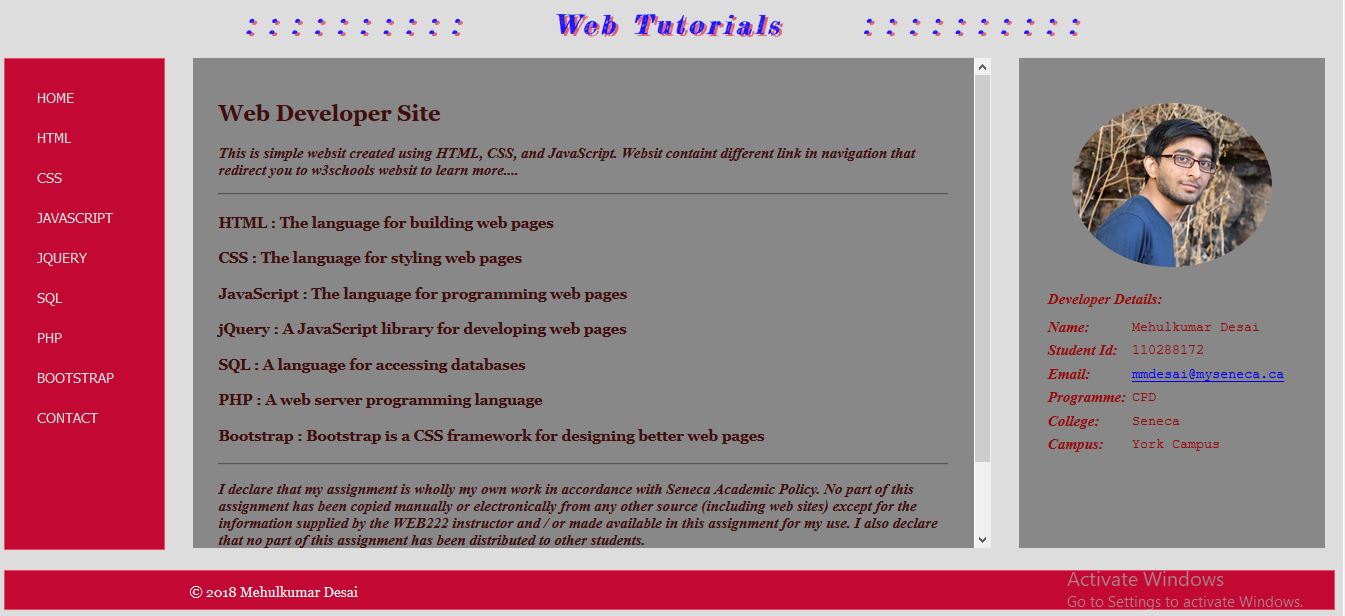 : : : : : : : : : : Web Tutorials : : : : : : : : : :
HOME
HTML
CSS
JAVASCRIPT
JQUERY
SQL
PHP
BOOTSTRAP
CONTACT
Web Developer Site
This is simple websit created using HTML, CSS, and JavaScript. Websit containt different link in navigation that
redirect you to w3schools websit to learn more....
HTML : The language for building web pages
CSS : The language for styling web pages
JavaScript : The language for programming web pages
jQuery : A JavaScript library for developing web pages
SQL : A language for accessing databases
PHP : A web server programming language
Bootstrap : Bootstrap is a CSS framework for designing better web pages
I declare that my assignment is wholly my own work in accordance with Seneca Academic Policy. No part of this
assignment has been copied manually or electronically from any other source (including web sites) except for the
information supplied by the WEB222 instructor and / or made available in this assignment for my use. I also declare
that no part of this assignment has been distributed to other students.
Developer Details:
Name: Mehulkumar Desai
Student Id: 110288172
Email: mmdesai@myseneca.ca
Programme: CPD
College: Seneca
Campus: York Campus
© 2018 Mehulkumar Desai
Activate Windows
Go to Settings to activate Windows.